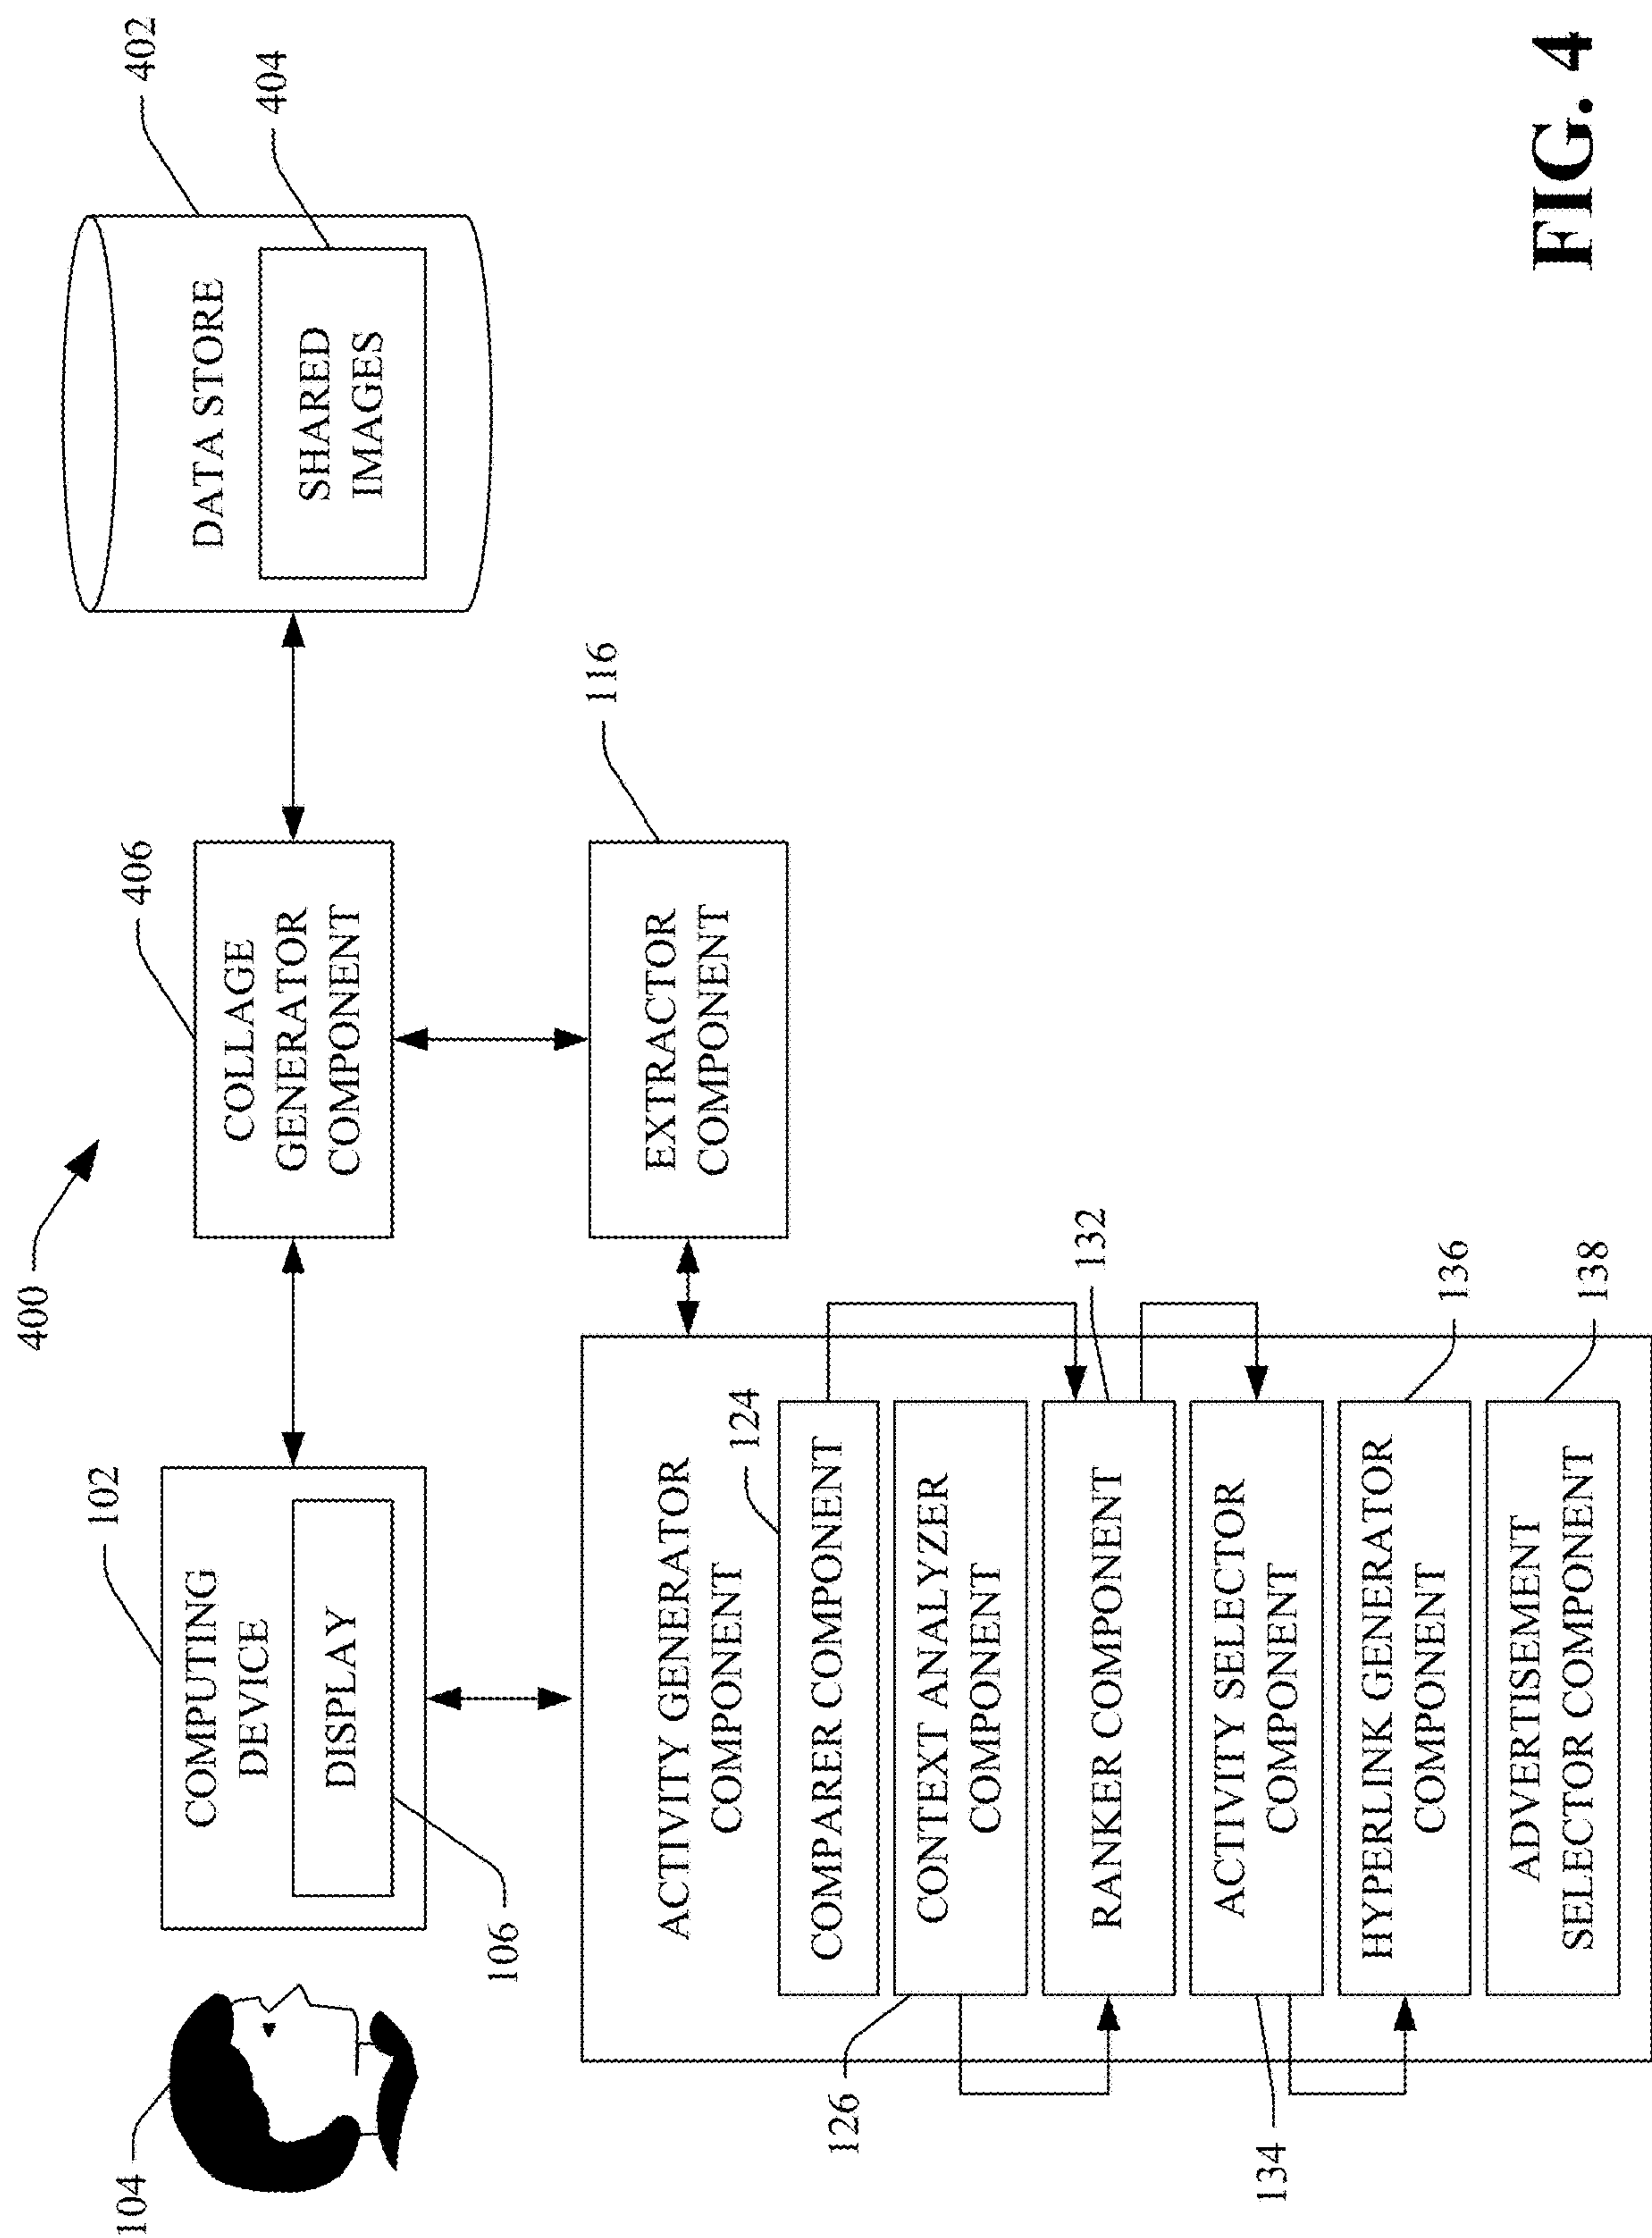 400
402
404
DATA STORE
SHARED
IMAGES
406
COLLAGE
GENERATOR
COMPONENT
102
COMPUTING
DEVICE
DISPLAY
106
104
116
EXTRACTOR
COMPONENT
ACTIVITY GENERATOR
COMPONENT
124
COMPARER COMPONENT
126
CONTEXT ANALYZER
COMPONENT
132
RANKER COMPONENT
134
ACTIVITY SELECTOR
COMPONENT
136
HYPERLINK GENERATOR
COMPONENT
138
ADVERTISEMENT
SELECTOR COMPONENT
FIG. 4